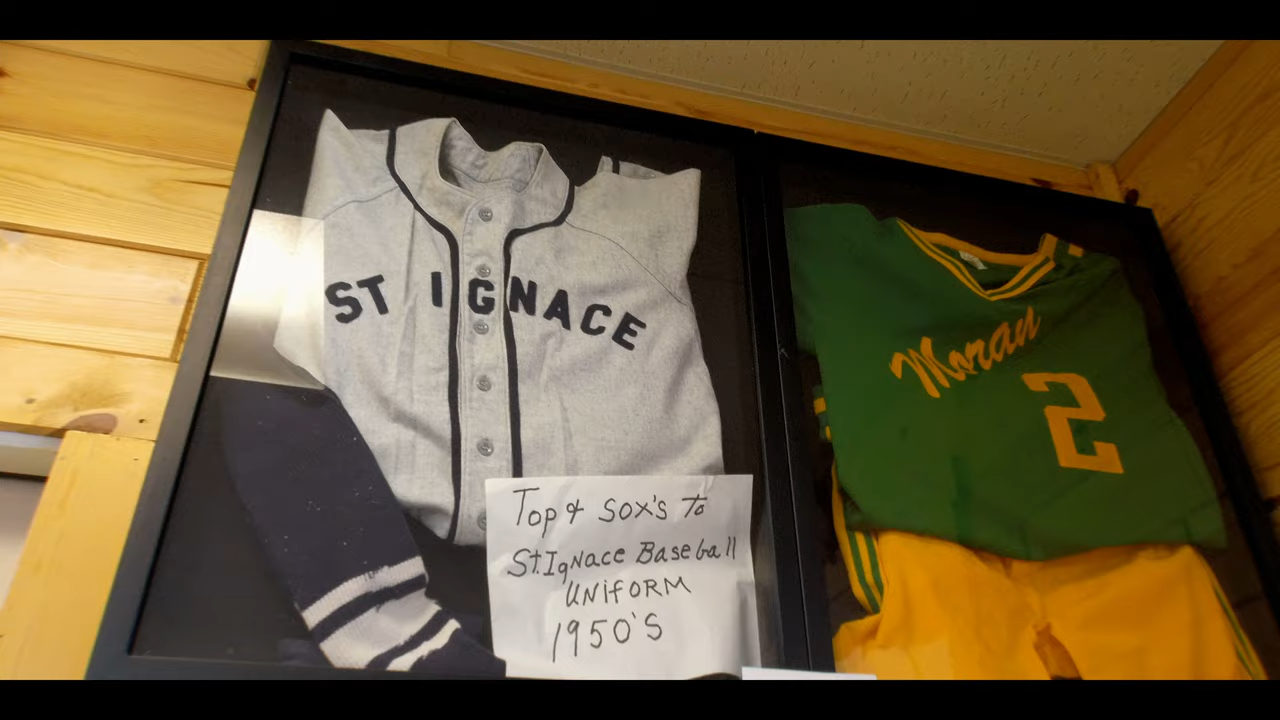 ST IGNACE
Moran
2
Top & SOX'S To
St. IgNace Baseball
UNifORM
1950'S